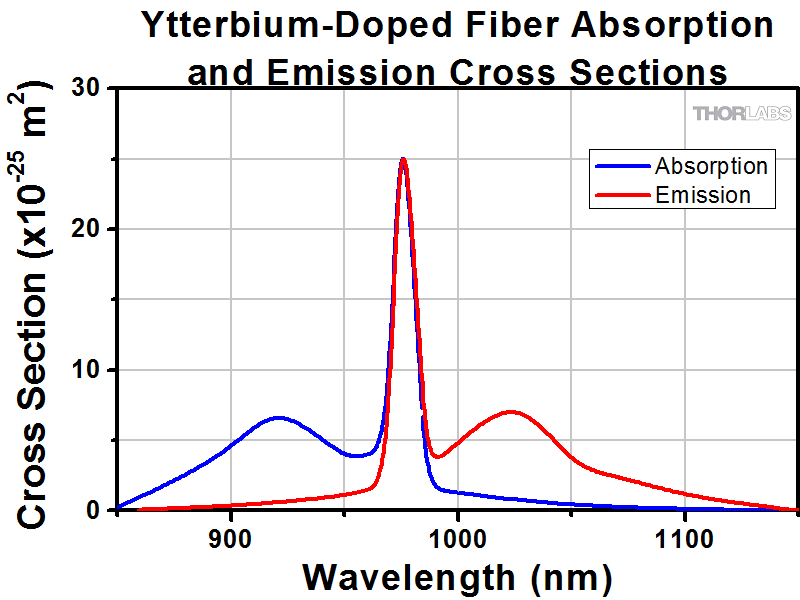 Ytterbium-Doped Fiber Absorption
and Emission Cross Sections
THORLABS
Absorption
Emission
Cross Section (x10-25 m2)
30
20
10
0
900
1000
1100
Wavelength (nm)